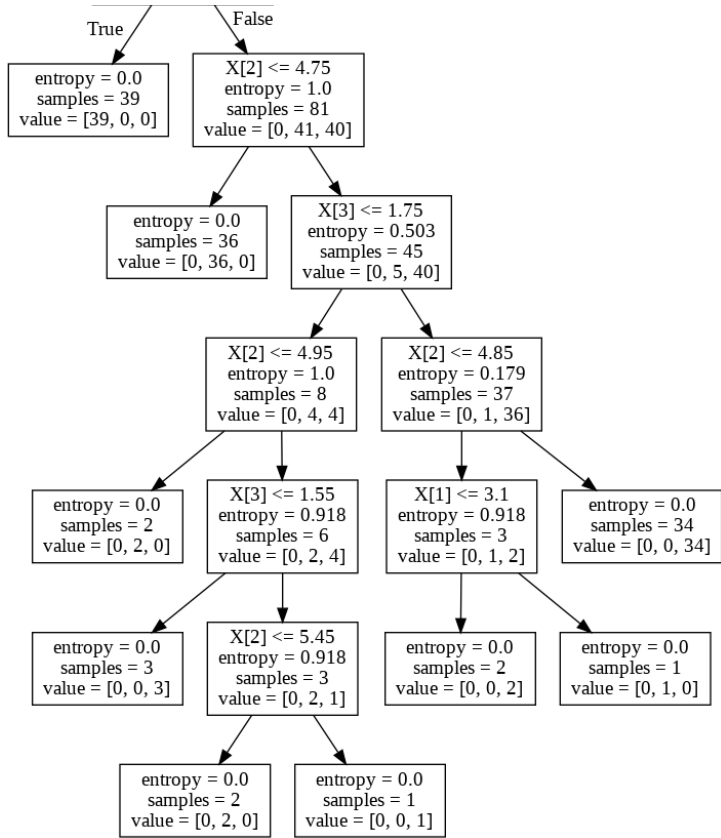 True
False
entropy = 0.0
samples = 39
value = [39, 0, 0]
X[2] <= 4.75
entropy = 1.0
samples = 81
value = [0, 41, 40]
entropy = 0.0
samples = 36
value = [0, 36, 0]
X[3] <= 1.75
entropy = 0.503
samples = 45
value = [0, 5, 40]
X[2] <= 4.95
entropy = 1.0
samples = 8
value = [0, 4, 4]
X[2] <= 4.85
entropy = 0.179
samples = 37
value = [0, 1, 36]
entropy = 0.0
samples = 2
value = [0, 2, 0]
X[3] <= 1.55
entropy = 0.918
samples = 6
value = [0, 2, 4]
X[1] <= 3.1
entropy = 0.918
samples = 3
value = [0, 1, 2]
entropy = 0.0
samples = 34
value = [0, 0, 34]
entropy = 0.0
samples = 3
value = [0, 0, 3]
X[2] <= 5.45
entropy = 0.918
samples = 3
value = [0, 2, 1]
entropy = 0.0
samples = 2
value = [0, 0, 2]
entropy = 0.0
samples = 1
value = [0, 1, 0]
entropy = 0.0
samples = 2
value = [0, 2, 0]
entropy = 0.0
samples = 1
value = [0, 0, 1]